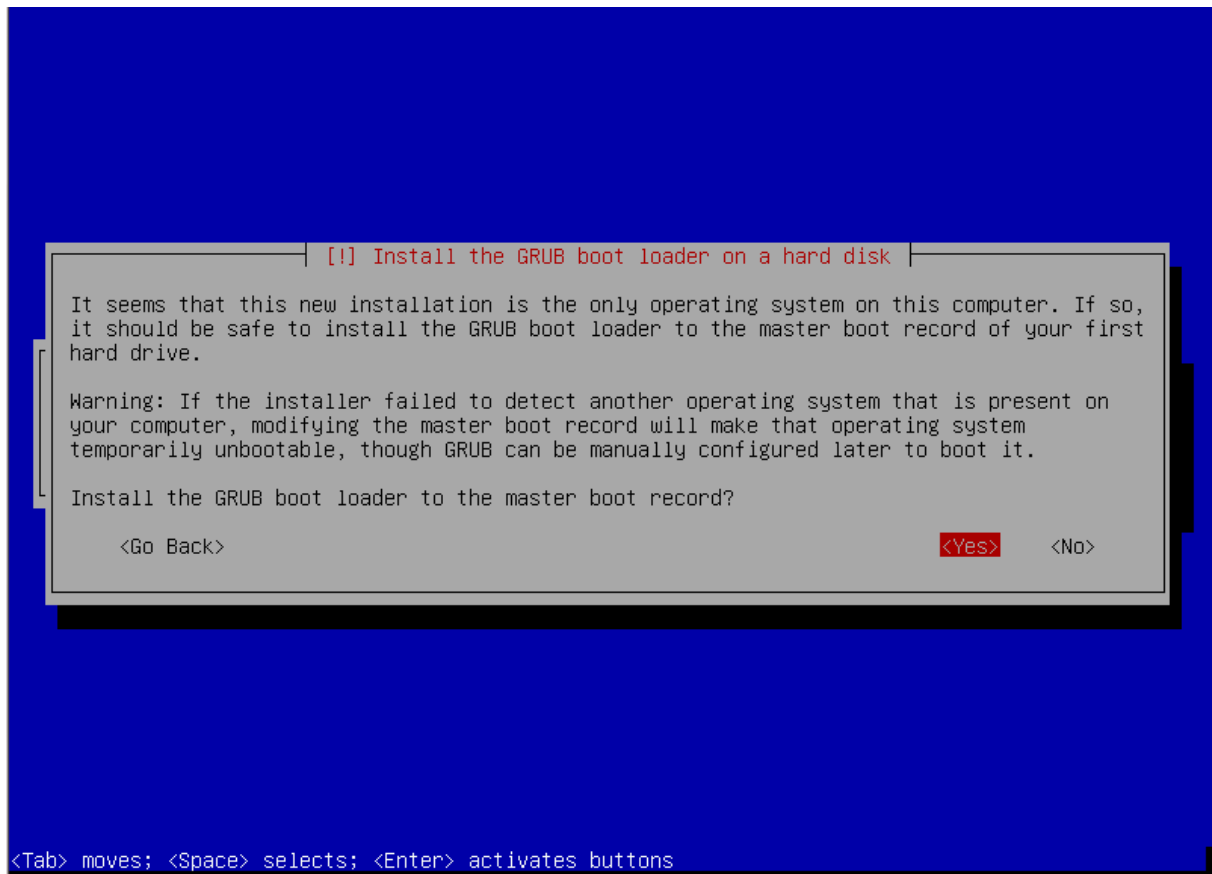 [!] Install the GRUB boot loader on a hard disk
It seems that this new installation is the only operating system on this computer. If so,
it should be safe to install the GRUB boot loader to the master boot record of your first
hard drive.
Warning: If the installer failed to detect another operating system that is present on
your computer, modifying the master boot record will make that operating system
temporarily unbootable, though GRUB can be manually configured later to boot it.
Install the GRUB boot loader to the master boot record?
<Go Back> <Yes> <No>
<Tab> moves; <Space> selects; <Enter> activates buttons